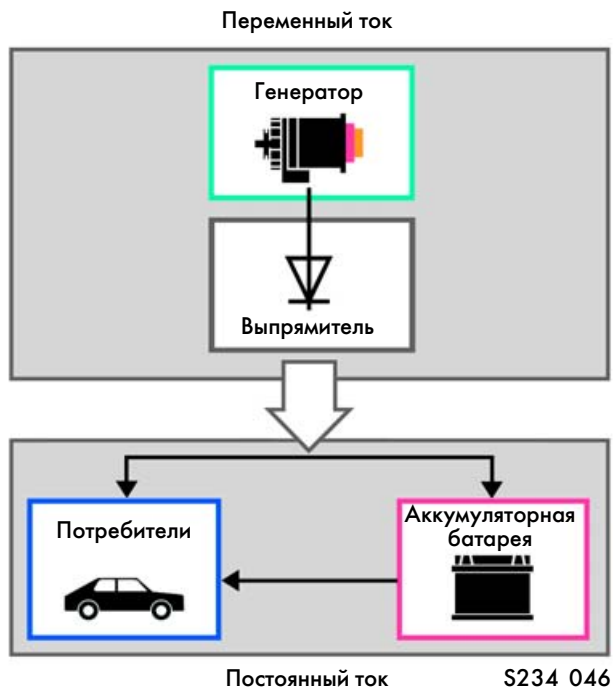 Переменный ток
Генератор
Выпрямитель
Потребители
Аккумуляторная
батарея
Постоянный ток
S234 046